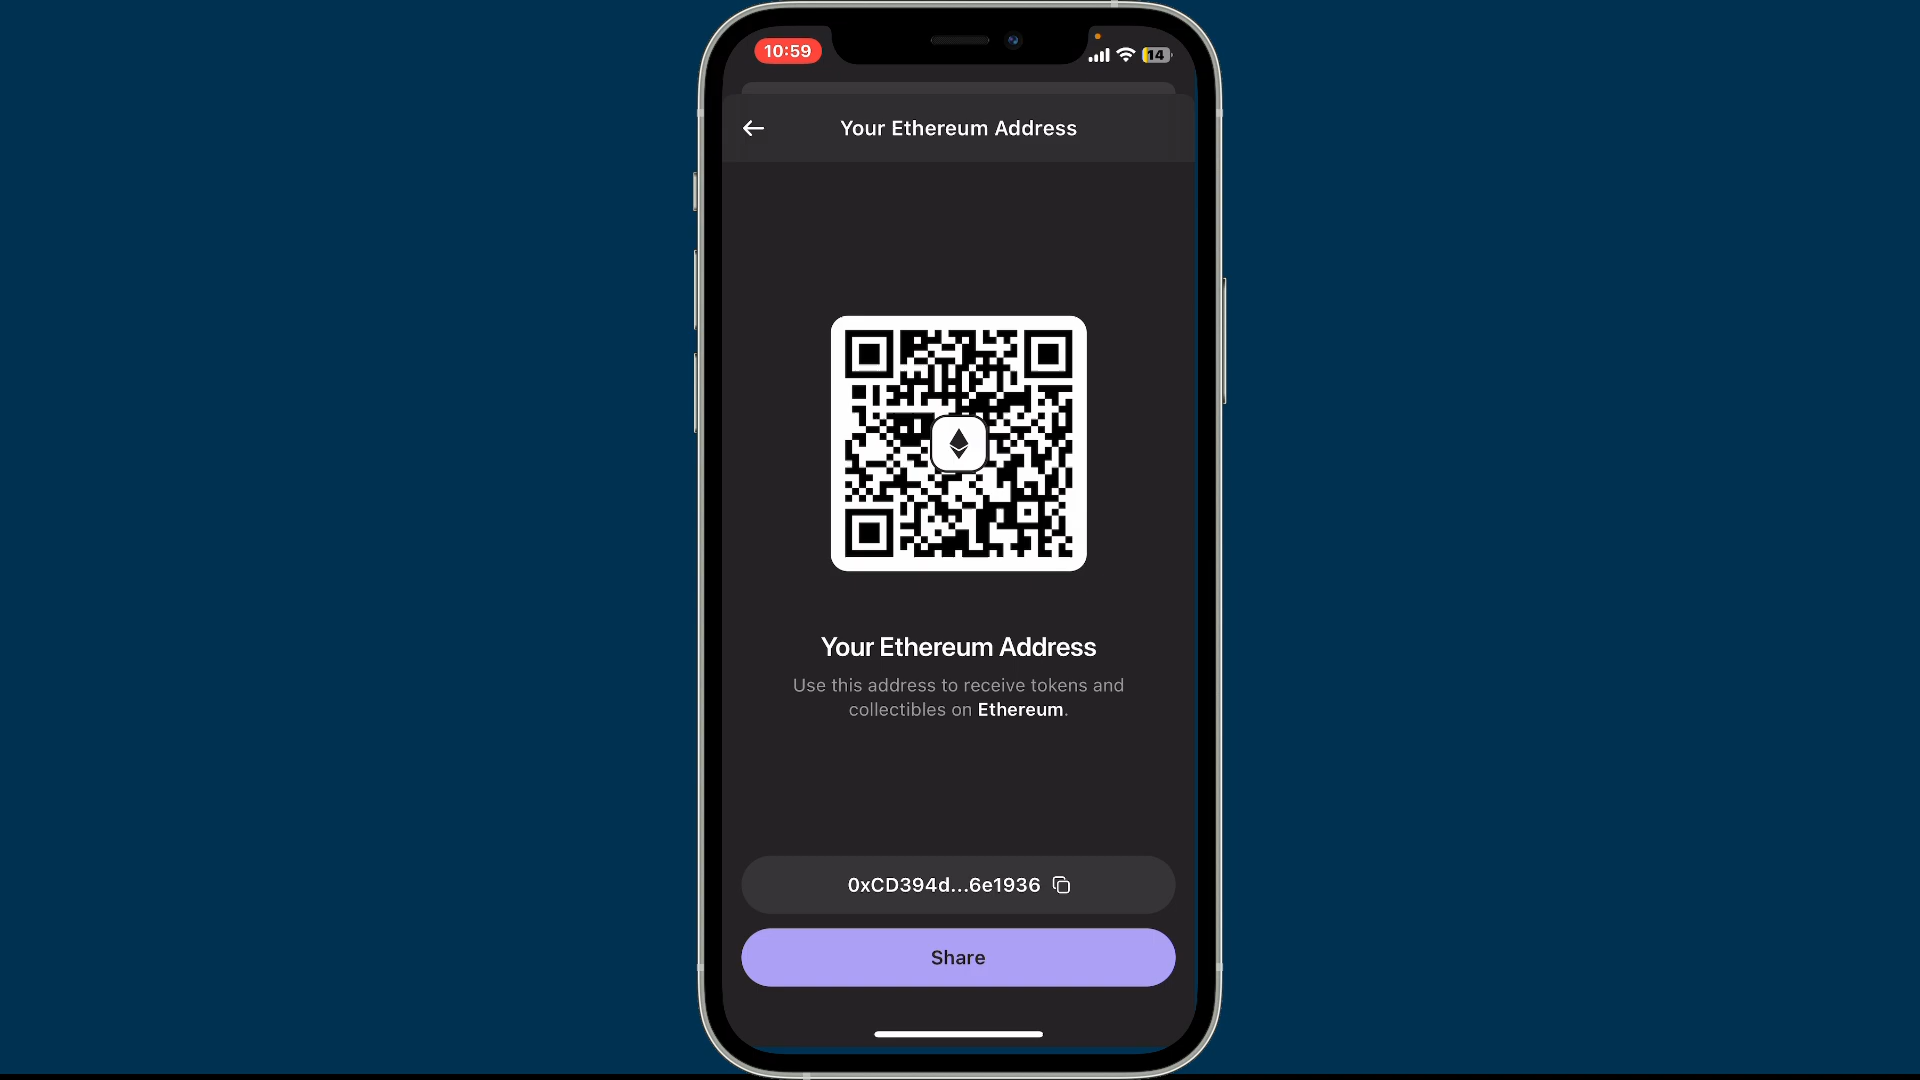 10:59
14
Your Ethereum Address
Your Ethereum Address
Use this address to receive tokens and
collectibles on Ethereum.
0xCD394d...6e1936
Share